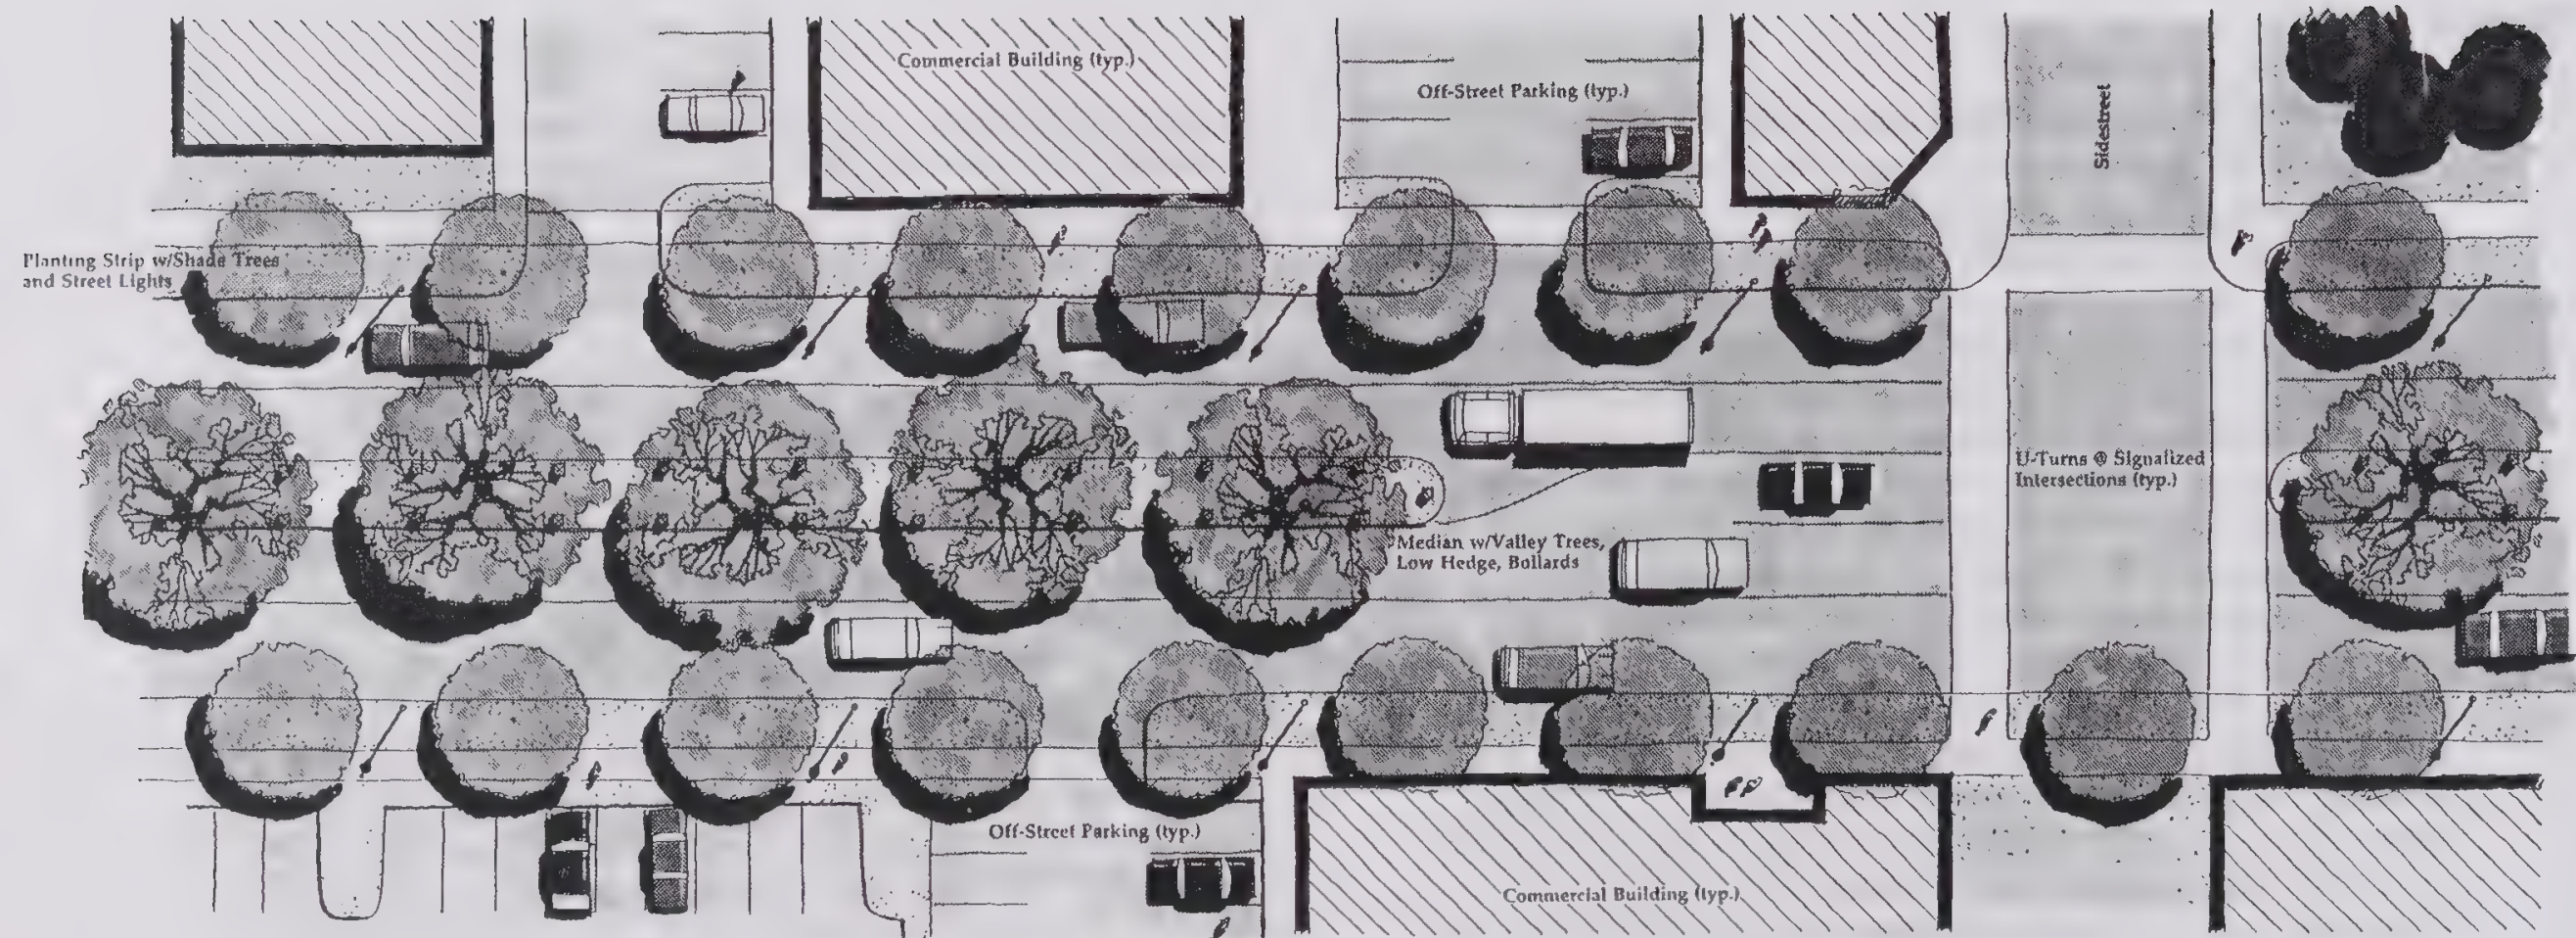 Commercial Building (typ.)
Off-Street Parking (typ.)
Sidestreet
Planting Strip w/Shade Trees
and Street Lights
U-Turns @ Signalized
Intersections (typ.)
Median w/Valley Trees,
Low Hedge, Bollards
Off-Street Parking (typ.)
Commercial Building (typ.)